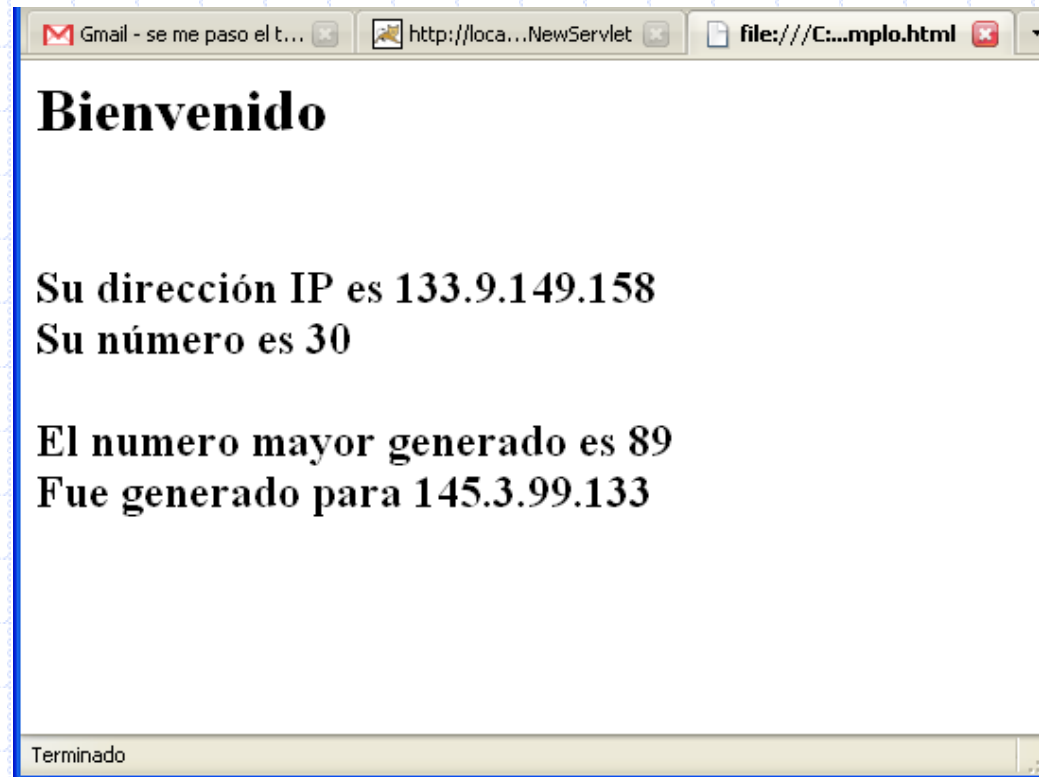 Gmail - se me paso el t...
http://loca...NewServlet
file:///C:...mplo.html
Bienvenido
Su dirección IP es 133.9.149.158
Su número es 30
El numero mayor generado es 89
Fue generado para 145.3.99.133
Terminado